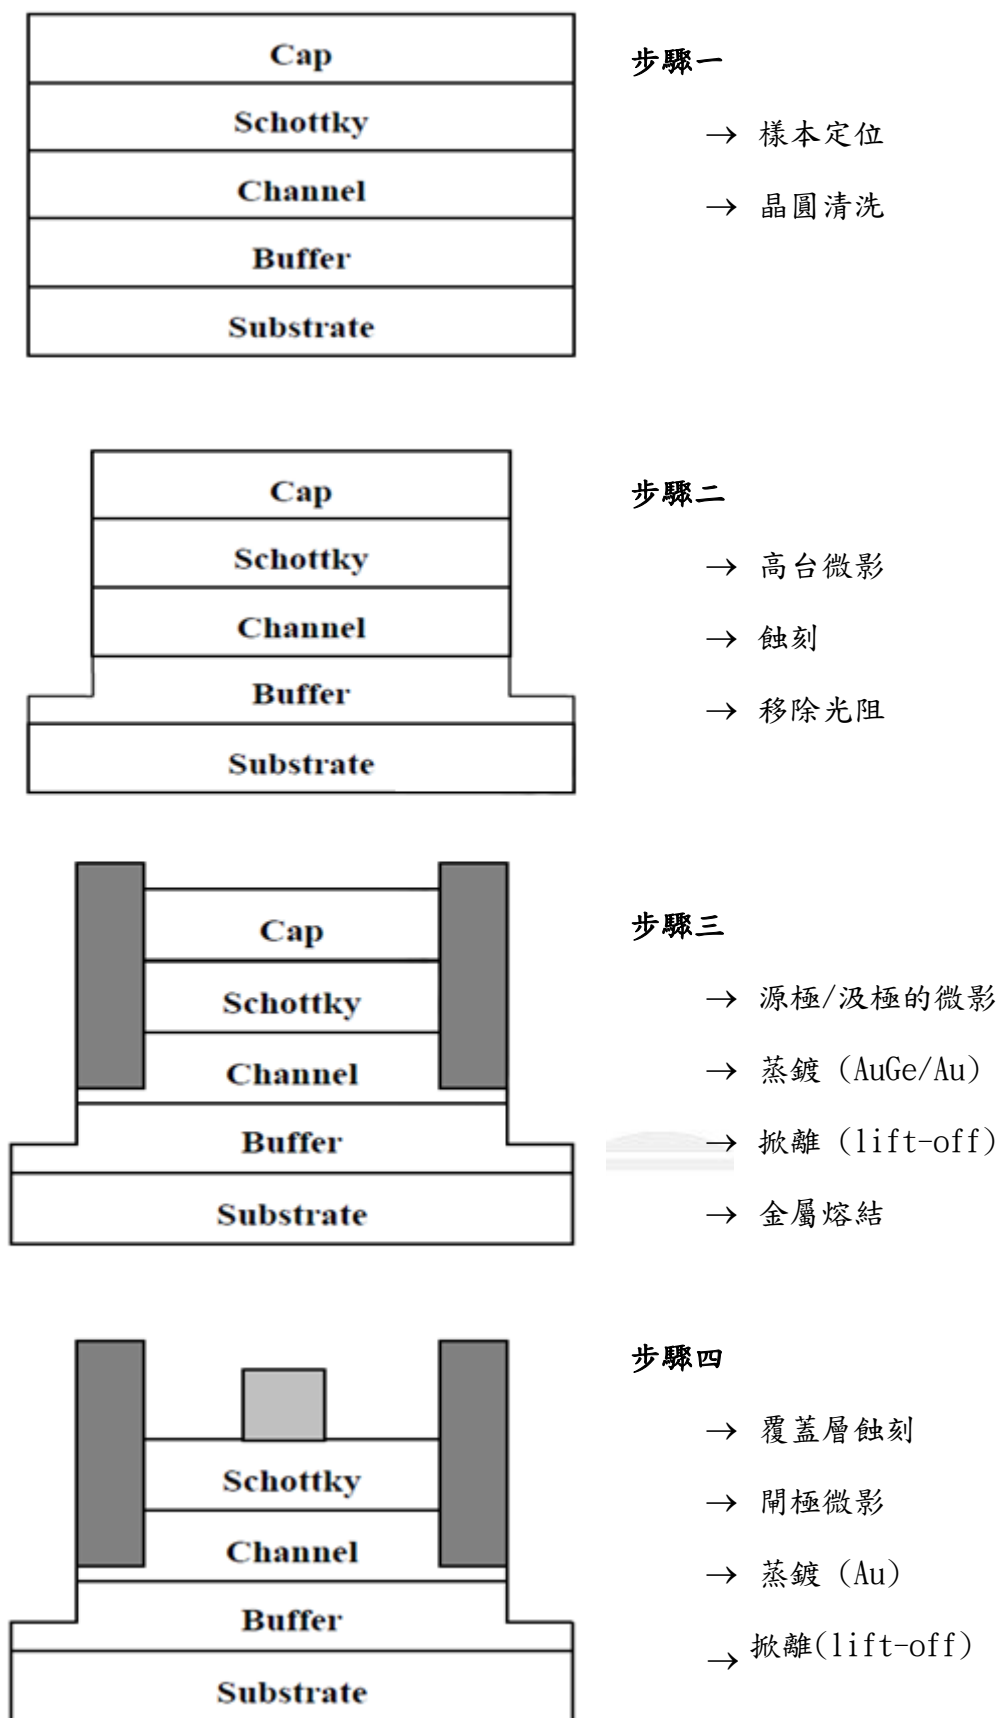 Cap
Schottky
Channel
Buffer
Substrate
步驟一
→ 樣本定位
→ 晶圓清洗
Cap
Schottky
Channel
Buffer
Substrate
步驟二
→ 高台微影
→ 蝕刻
→ 移除光阻
Cap
Schottky
Channel
Buffer
Substrate
步驟三
→ 源極/汲極的微影
→ 蒸鍍 (AuGe/Au)
→ 掀離 (lift-off)
→ 金屬熔結
Schottky
Channel
Buffer
Substrate
步驟四
→ 覆蓋層蝕刻
→ 閘極微影
→ 蒸鍍 (Au)
→ 掀離(lift-off)